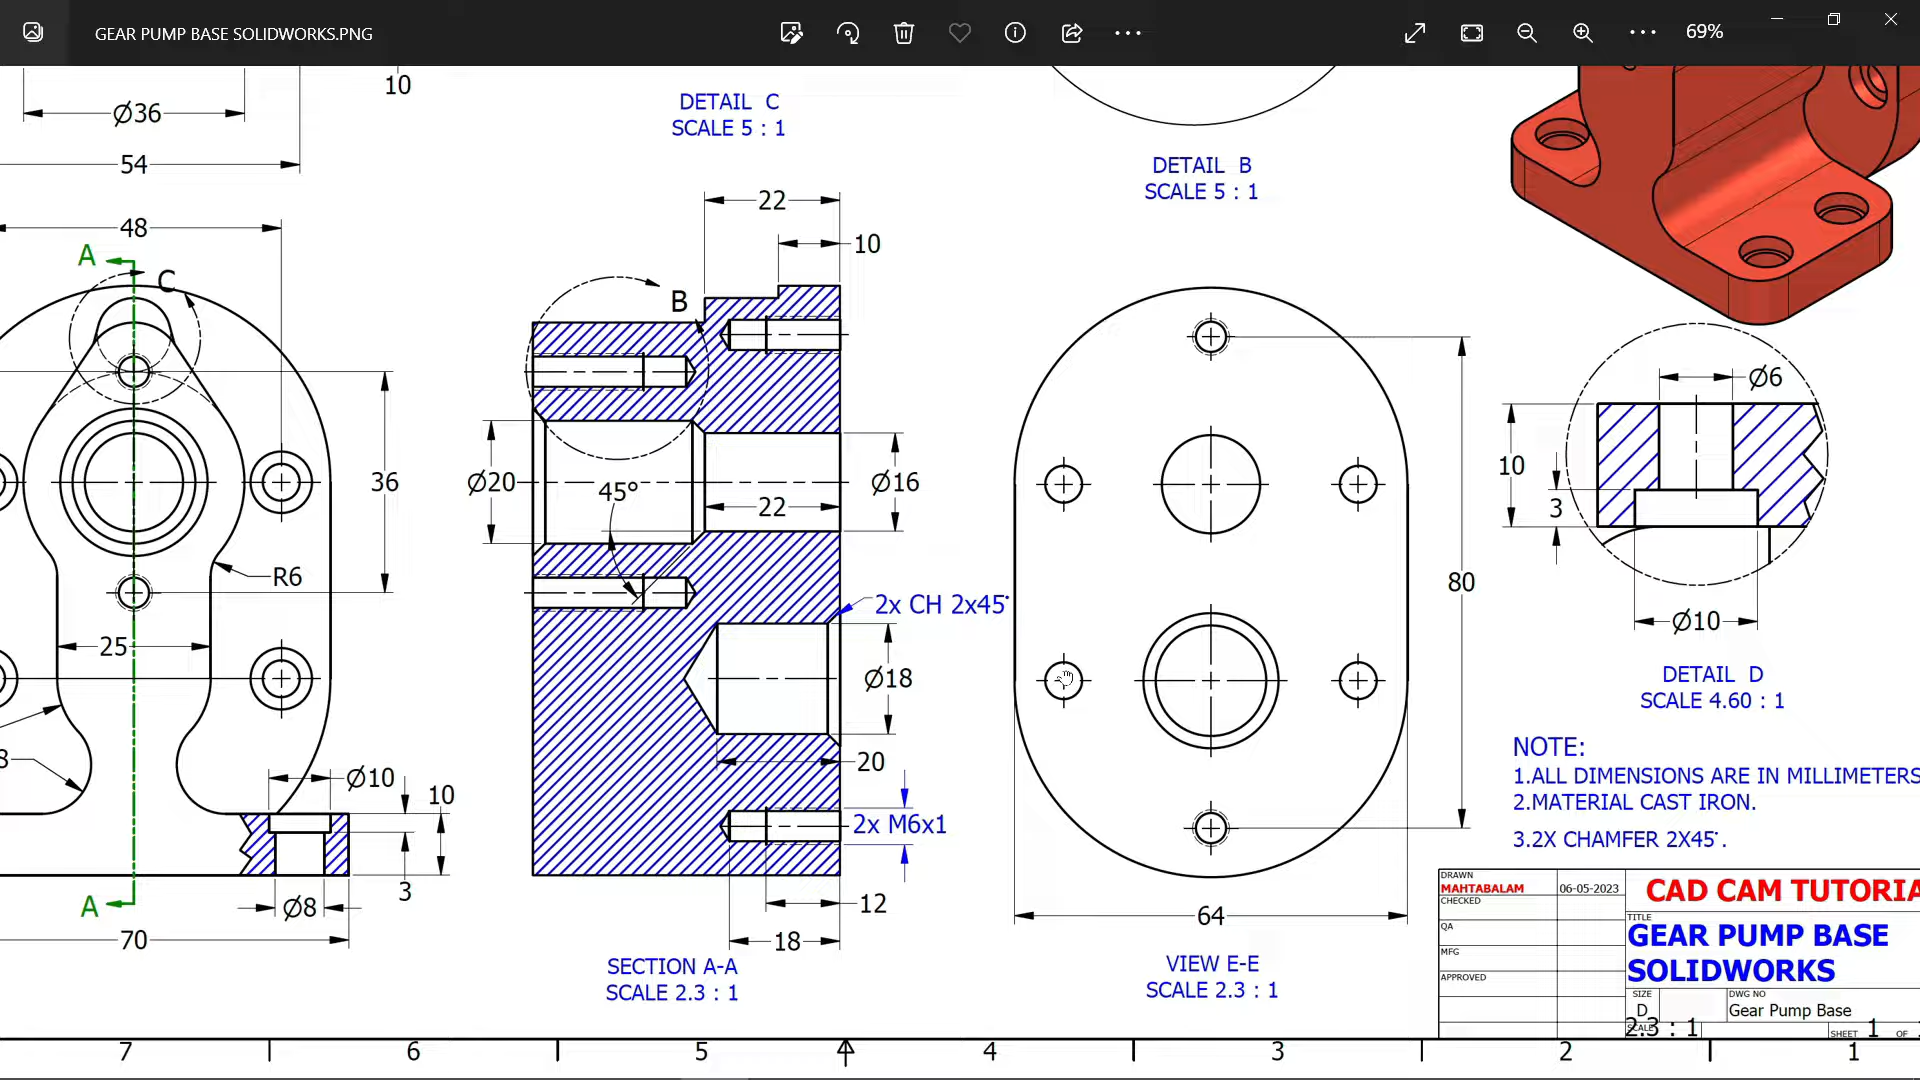 GEAR PUMP BASE SOLIDWORKS.PNG
69%
10
Ø36
54
48
A
C
36
R6
25
8
Ø10
10
3
Ø8
A
70
DETAIL C
SCALE 5 : 1
22
10
B
Ø20
45°
22
Ø16
2x CH 2x45°
Ø18
20
2x M6x1
12
18
SECTION A-A
SCALE 2.3 : 1
DETAIL B
SCALE 5 : 1
80
64
VIEW E-E
SCALE 2.3 : 1
Ø6
10
3
Ø10
DETAIL D
SCALE 4.60 : 1
NOTE:
1.ALL DIMENSIONS ARE IN MILLIMETERS
2.MATERIAL CAST IRON.
3.2X CHAMFER 2X45°.
DRAWN
MAHTABALAM
06-05-2023
CHECKED
QA
MFG
APPROVED
CAD CAM TUTORIA
TITLE
GEAR PUMP BASE
SOLIDWORKS
SIZE
D
DWG NO
Gear Pump Base
SCALE
2.3 : 1
SHEET 1 OF
7
6
5
4
3
2
1